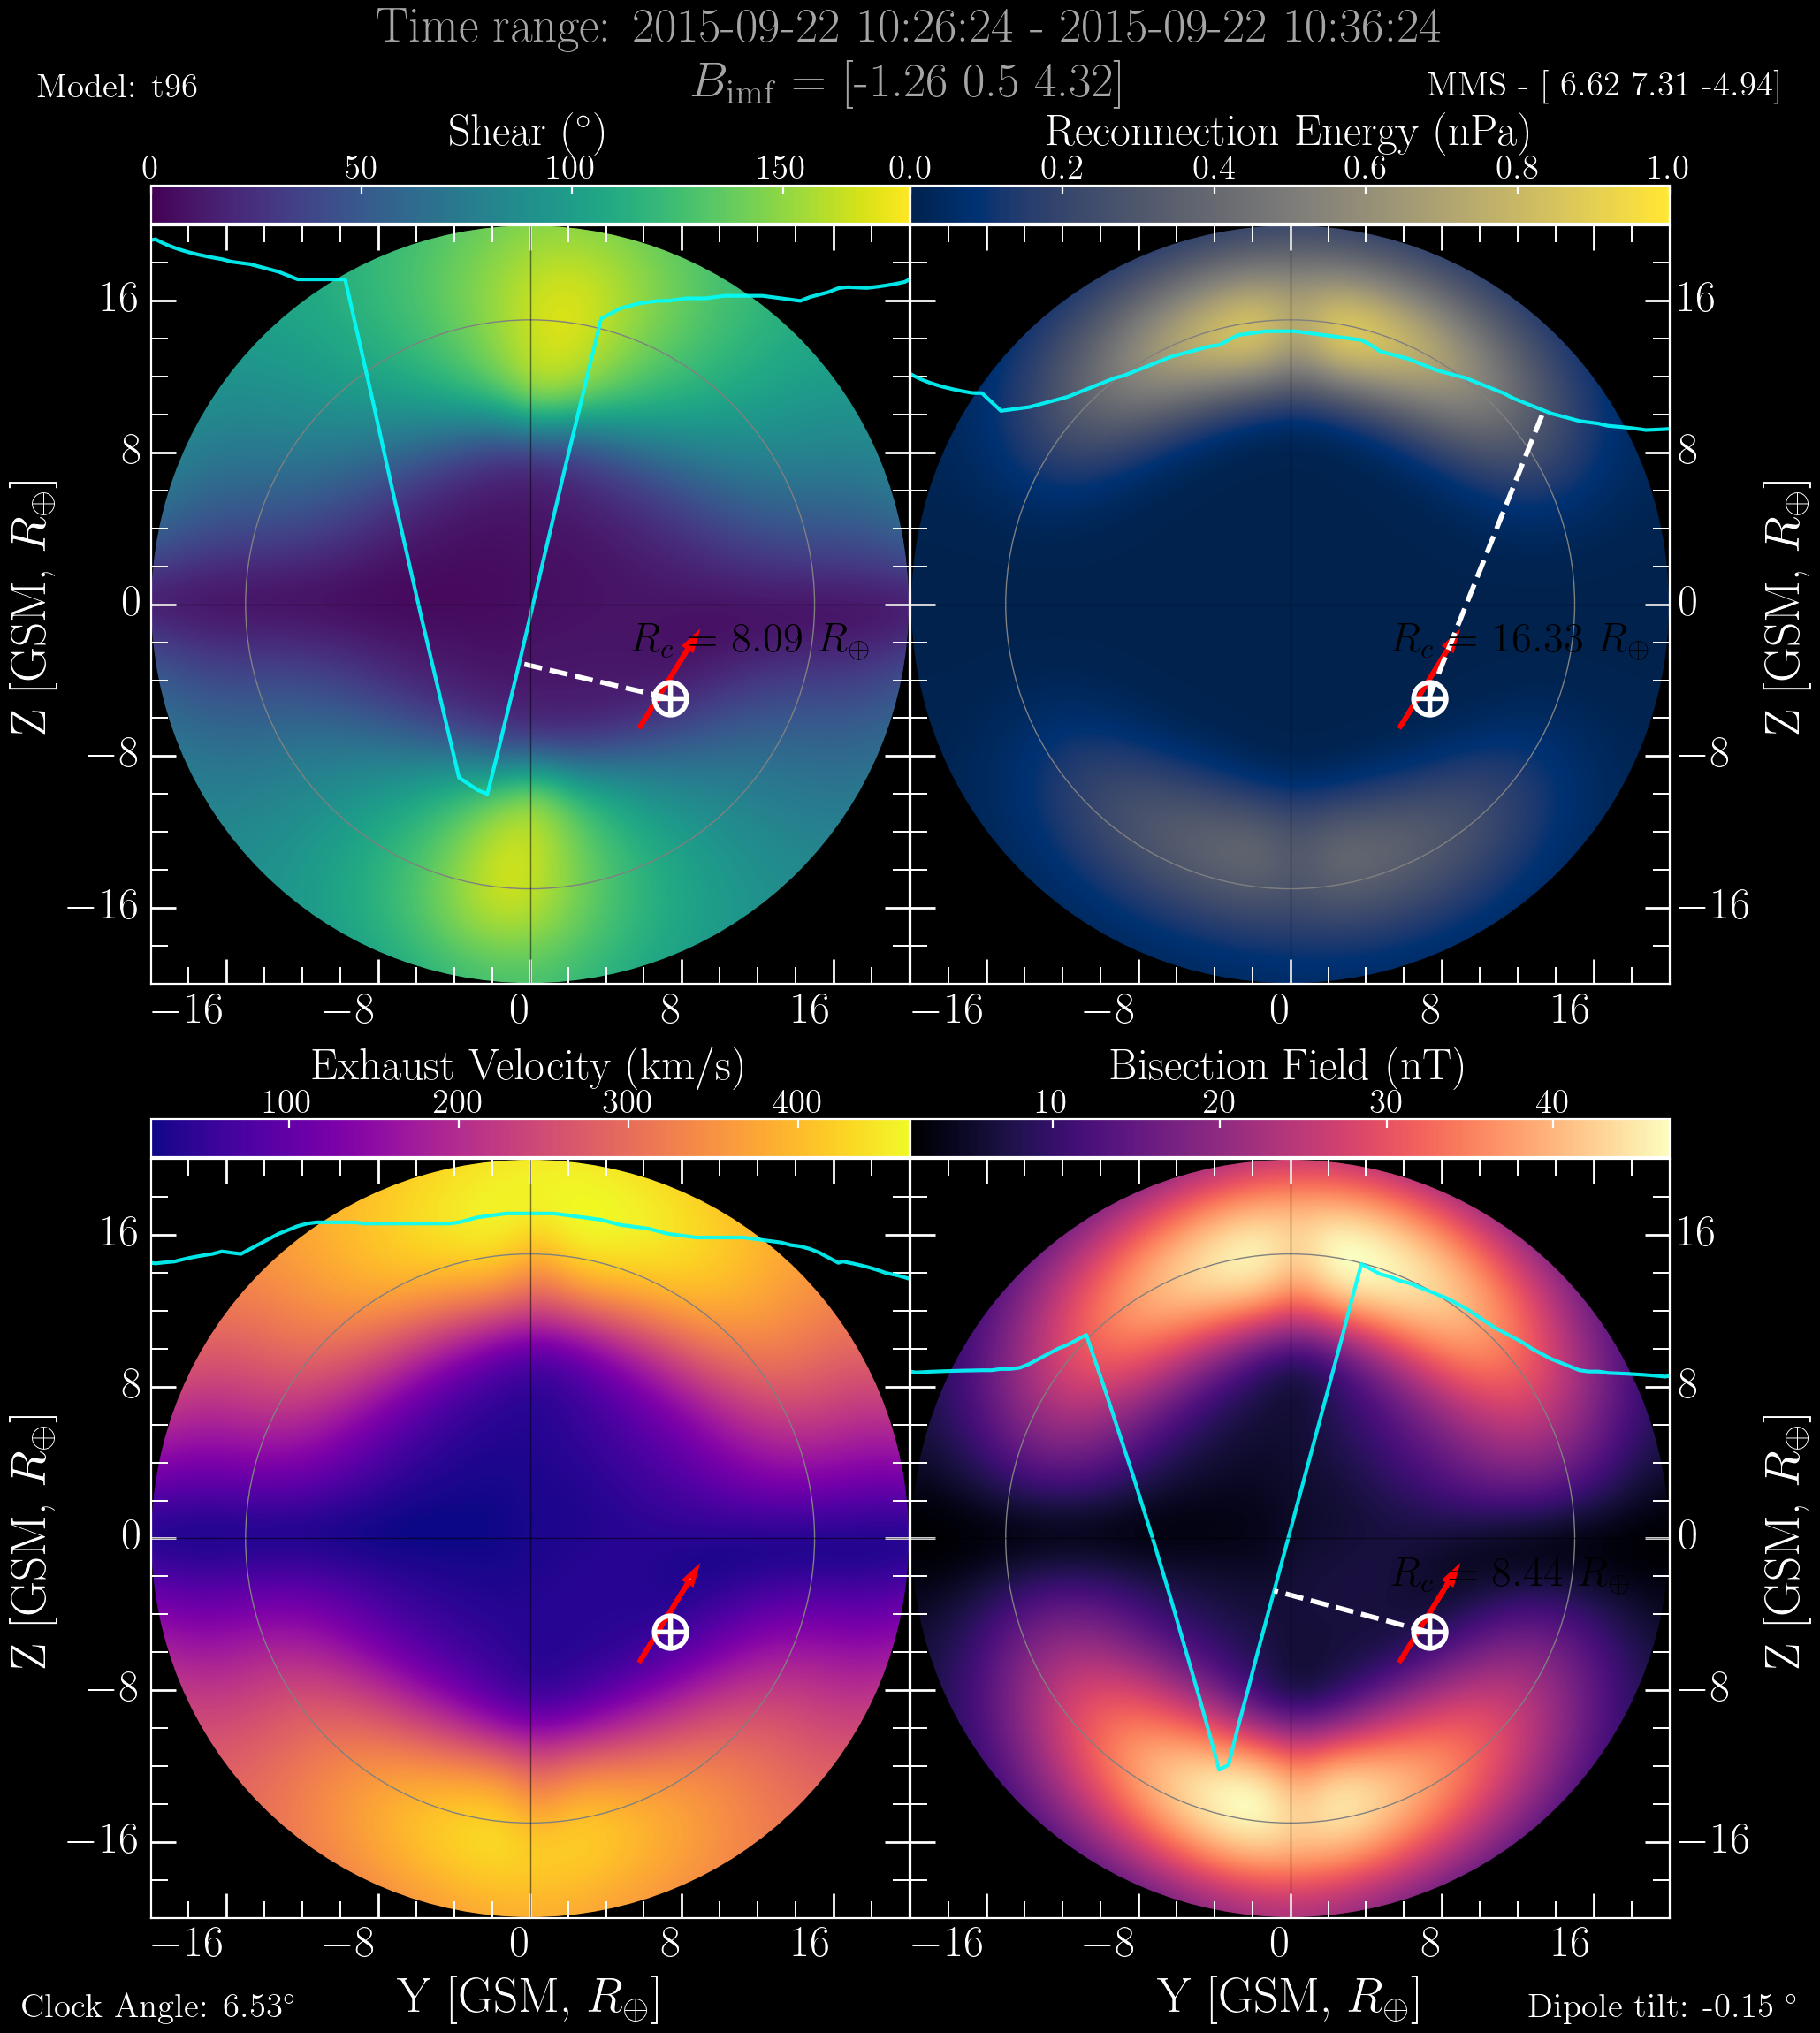 Time range: 2015-09-22 10:26:24 - 2015-09-22 10:36:24
Model: t96
B_imf = [-1.26 0.5 4.32]
MMS - [ 6.62 7.31 -4.94]
Shear (°)
Reconnection Energy (nPa)
0 50 100 150
0.0 0.2 0.4 0.6 0.8 1.0
16 8 0 −8 −16
Z [GSM, R⊕]
R_c = 8.09 R⊕
R_c = 16.33 R⊕
16 8 0 −8 −16
Z [GSM, R⊕]
−16 −8 0 8 16
−16 −8 0 8 16
Exhaust Velocity (km/s)
Bisection Field (nT)
100 200 300 400
10 20 30 40
16 8 0 −8 −16
Z [GSM, R⊕]
R_c = 8.44 R⊕
16 8 0 −8 −16
Z [GSM, R⊕]
−16 −8 0 8 16
−16 −8 0 8 16
Y [GSM, R⊕]
Y [GSM, R⊕]
Clock Angle: 6.53°
Dipole tilt: -0.15 °